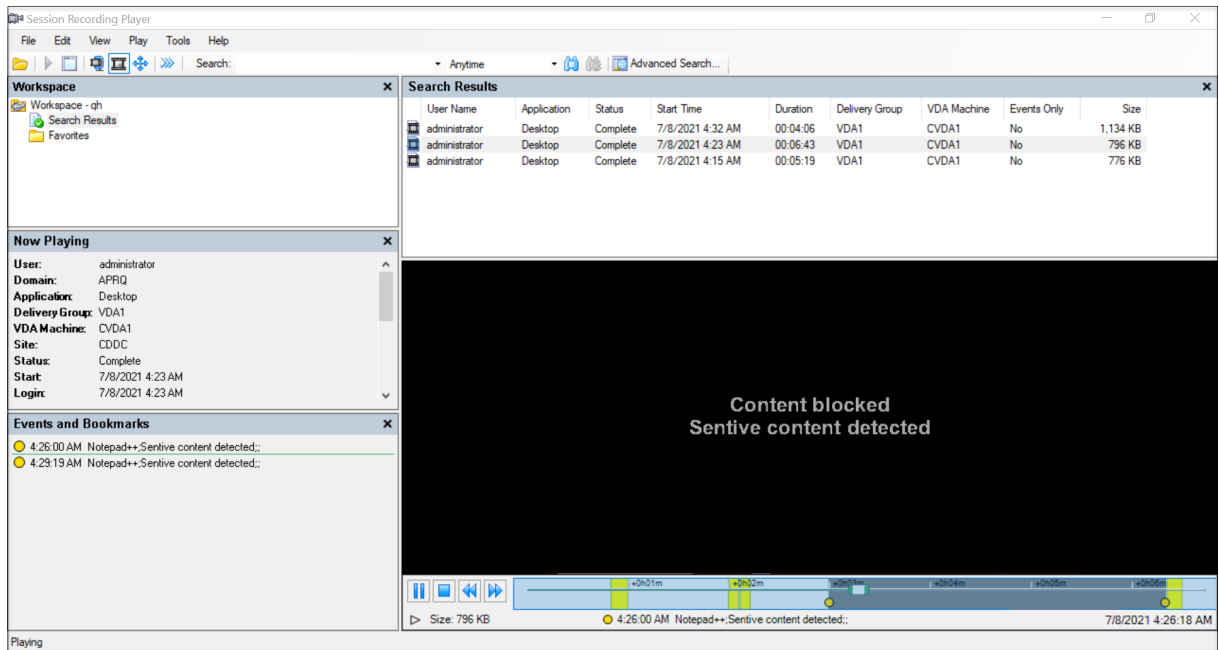 Session Recording Player
File Edit View Play Tools Help
Search: Anytime Advanced Search...
Workspace
Workspace - qh
Search Results
Favorites
Search Results
User Name Application Status Start Time Duration Delivery Group VDA Machine Events Only Size
administrator Desktop Complete 7/8/2021 4:32 AM 00:04:06 VDA1 CVDA1 No 1,134 KB
administrator Desktop Complete 7/8/2021 4:23 AM 00:06:43 VDA1 CVDA1 No 796 KB
administrator Desktop Complete 7/8/2021 4:15 AM 00:05:19 VDA1 CVDA1 No 776 KB
Now Playing
User: administrator
Domain: APRQ
Application: Desktop
Delivery Group: VDA1
VDA Machine: CVDA1
Site: CDDC
Status: Complete
Start: 7/8/2021 4:23 AM
Login: 7/8/2021 4:23 AM
Events and Bookmarks
4:26:00 AM Notepad++;Sentive content detected;;
4:29:19 AM Notepad++;Sentive content detected;;
Content blocked
Sentive content detected
+0h01m +0h02m +0h03m +0h04m +0h05m +0h06m
Size: 796 KB 4:26:00 AM Notepad++;Sentive content detected;; 7/8/2021 4:26:18 AM
Playing